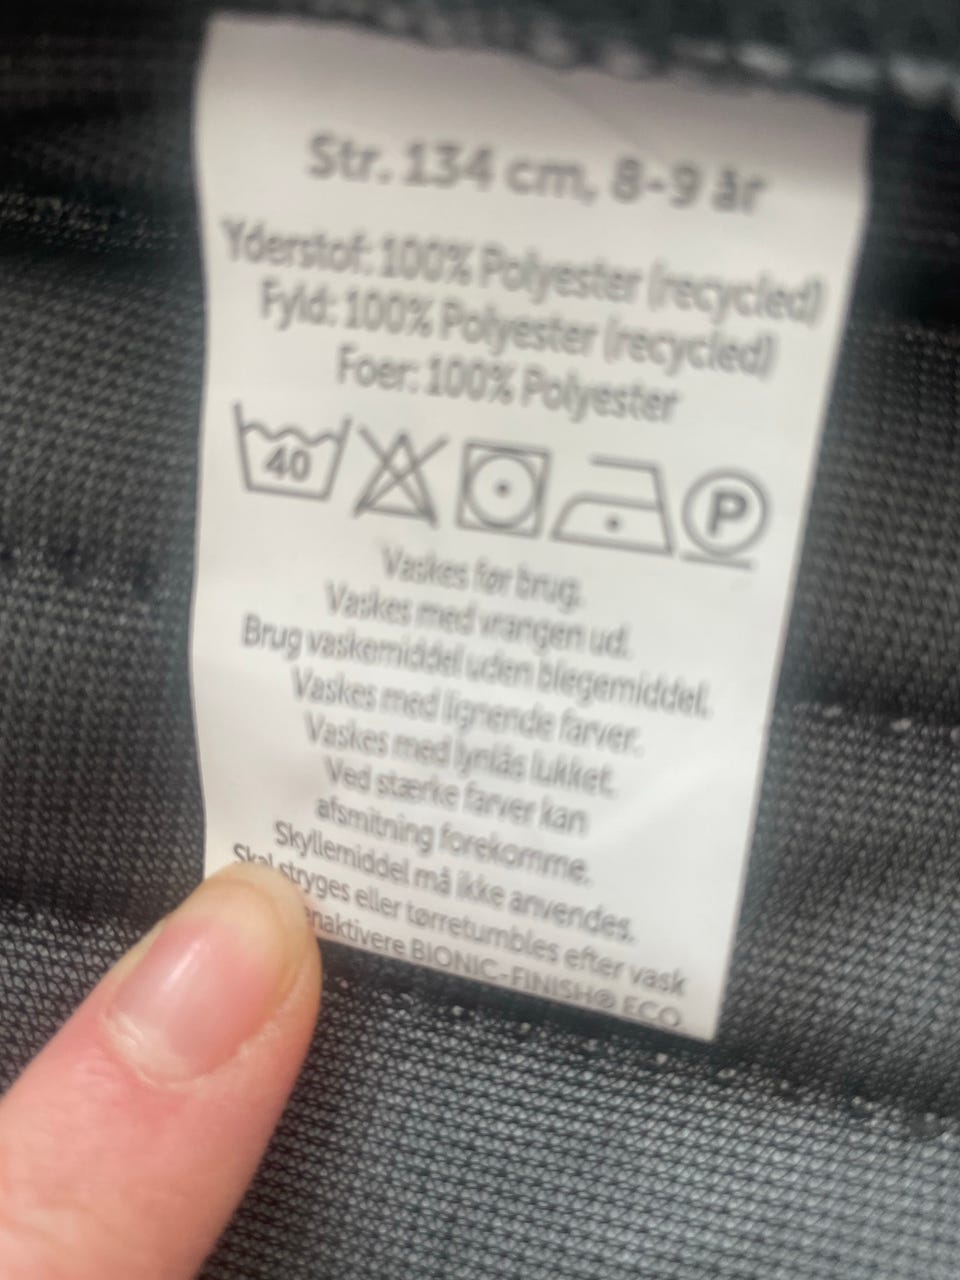 Str. 134 cm, 8-9 år
Yderstof: 100% Polyester (recycled)
Fyld: 100% Polyester (recycled)
Foer: 100% Polyester
40 P
Vaskes før brug.
Vaskes med vrangen ud.
Brug vaskemiddel uden blegemiddel.
Vaskes med lignende farver.
Vaskes med lynlås lukket.
Ved stærke farver kan
afsmitning forekomme.
Skyllemiddel må ikke anvendes.
Skal stryges eller tørretumbles efter vask
BIONIC-FINISH® ECO